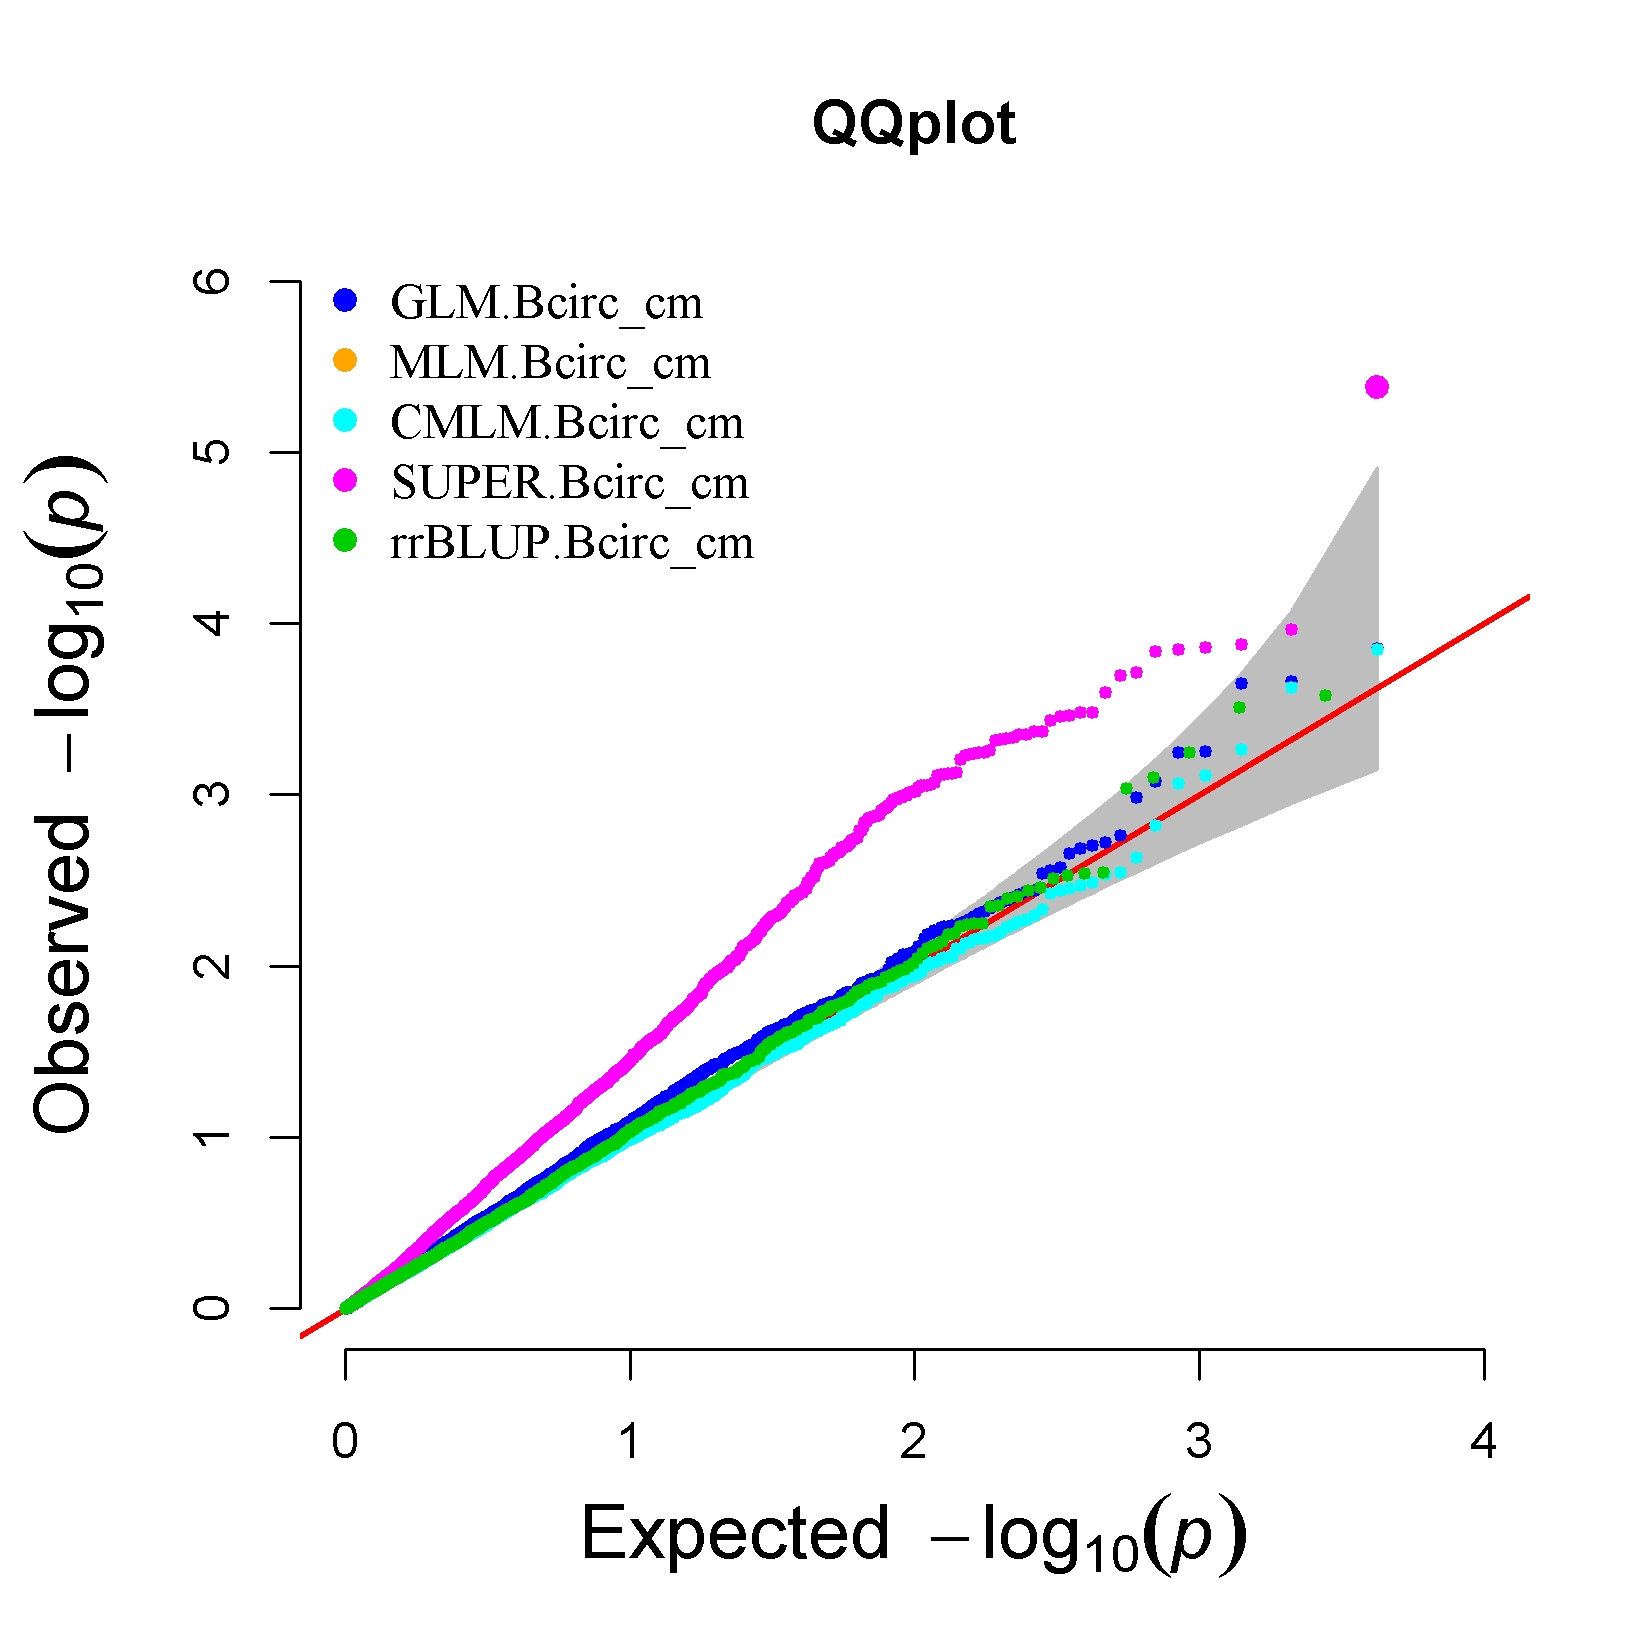 QQplot
6
5
4
3
2
1
0
Observed −log10(p)
GLM.Bcirc_cm
MLM.Bcirc_cm
CMLM.Bcirc_cm
SUPER.Bcirc_cm
rrBLUP.Bcirc_cm
0 1 2 3 4
Expected −log10(p)